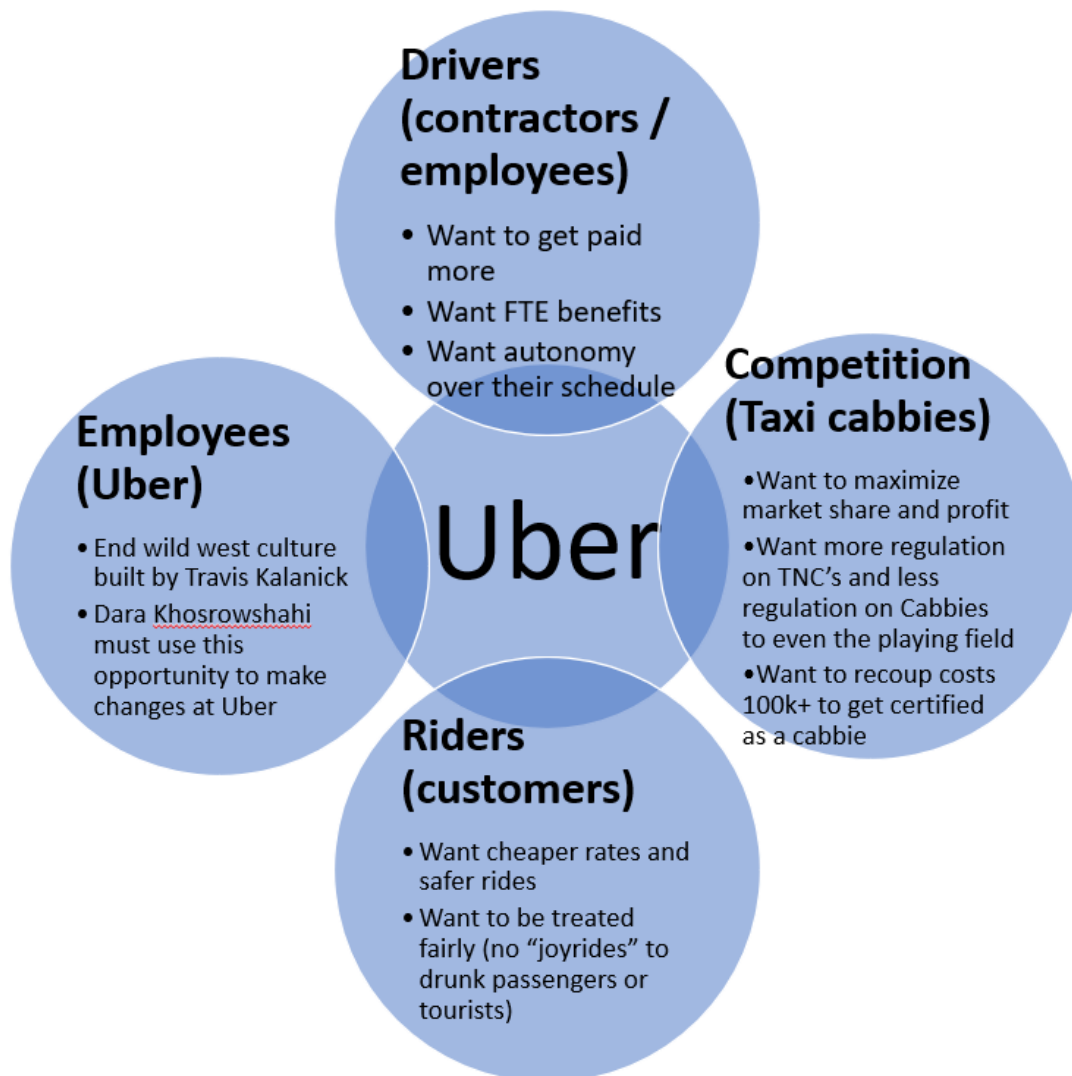 Drivers
(contractors /
employees)
• Want to get paid
more
• Want FTE benefits
• Want autonomy
over their schedule
Employees
(Uber)
• End wild west culture
built by Travis Kalanick
• Dara Khosrowshahi
must use this
opportunity to make
changes at Uber
Uber
Competition
(Taxi cabbies)
•Want to maximize
market share and profit
•Want more regulation
on TNC’s and less
regulation on Cabbies
to even the playing field
•Want to recoup costs
100k+ to get certified
as a cabbie
Riders
(customers)
• Want cheaper rates and
safer rides
• Want to be treated
fairly (no “joyrides” to
drunk passengers or
tourists)